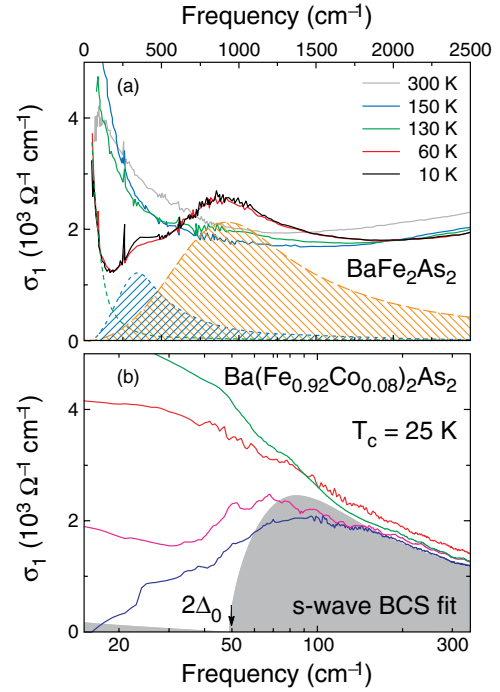 Frequency (cm⁻¹)
0 500 1000 1500 2000 2500
(a)
300 K
150 K
130 K
60 K
10 K
4
2
0
σ₁ (10³ Ω⁻¹ cm⁻¹)
BaFe₂As₂
(b)
Ba(Fe₀.₉₂Co₀.₀₈)₂As₂
T_c = 25 K
4
2
0
σ₁ (10³ Ω⁻¹ cm⁻¹)
2Δ₀
s-wave BCS fit
20 50 100 300
Frequency (cm⁻¹)